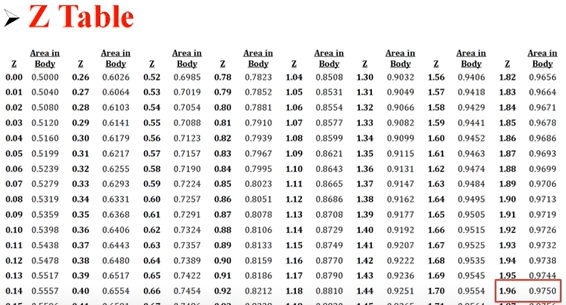 Z Table
Area in Area in Area in Area in Area in Area in Area in Area in
Z Body Z Body Z Body Z Body Z Body Z Body Z Body Z Body
0.00 0.5000 0.26 0.6026 0.52 0.6985 0.78 0.7823 1.04 0.8508 1.30 0.9032 1.56 0.9406 1.82 0.9656
0.01 0.5040 0.27 0.6064 0.53 0.7019 0.79 0.7852 1.05 0.8531 1.31 0.9049 1.57 0.9418 1.83 0.9664
0.02 0.5080 0.28 0.6103 0.54 0.7054 0.80 0.7881 1.06 0.8554 1.32 0.9066 1.58 0.9429 1.84 0.9671
0.03 0.5120 0.29 0.6141 0.55 0.7088 0.81 0.7910 1.07 0.8577 1.33 0.9082 1.59 0.9441 1.85 0.9678
0.04 0.5160 0.30 0.6179 0.56 0.7123 0.82 0.7939 1.08 0.8599 1.34 0.9099 1.60 0.9452 1.86 0.9686
0.05 0.5199 0.31 0.6217 0.57 0.7157 0.83 0.7967 1.09 0.8621 1.35 0.9115 1.61 0.9463 1.87 0.9693
0.06 0.5239 0.32 0.6255 0.58 0.7190 0.84 0.7995 1.10 0.8643 1.36 0.9131 1.62 0.9474 1.88 0.9699
0.07 0.5279 0.33 0.6293 0.59 0.7224 0.85 0.8023 1.11 0.8665 1.37 0.9147 1.63 0.9484 1.89 0.9706
0.08 0.5319 0.34 0.6331 0.60 0.7257 0.86 0.8051 1.12 0.8686 1.38 0.9162 1.64 0.9495 1.90 0.9713
0.09 0.5359 0.35 0.6368 0.61 0.7291 0.87 0.8078 1.13 0.8708 1.39 0.9177 1.65 0.9505 1.91 0.9719
0.10 0.5398 0.36 0.6406 0.62 0.7324 0.88 0.8106 1.14 0.8729 1.40 0.9192 1.66 0.9515 1.92 0.9726
0.11 0.5438 0.37 0.6443 0.63 0.7357 0.89 0.8133 1.15 0.8749 1.41 0.9207 1.67 0.9525 1.93 0.9732
0.12 0.5478 0.38 0.6480 0.64 0.7389 0.90 0.8159 1.16 0.8770 1.42 0.9222 1.68 0.9535 1.94 0.9738
0.13 0.5517 0.39 0.6517 0.65 0.7422 0.91 0.8186 1.17 0.8790 1.43 0.9236 1.69 0.9545 1.95 0.9744
0.14 0.5557 0.40 0.6554 0.66 0.7454 0.92 0.8212 1.18 0.8810 1.44 0.9251 1.70 0.9554 1.96 0.9750